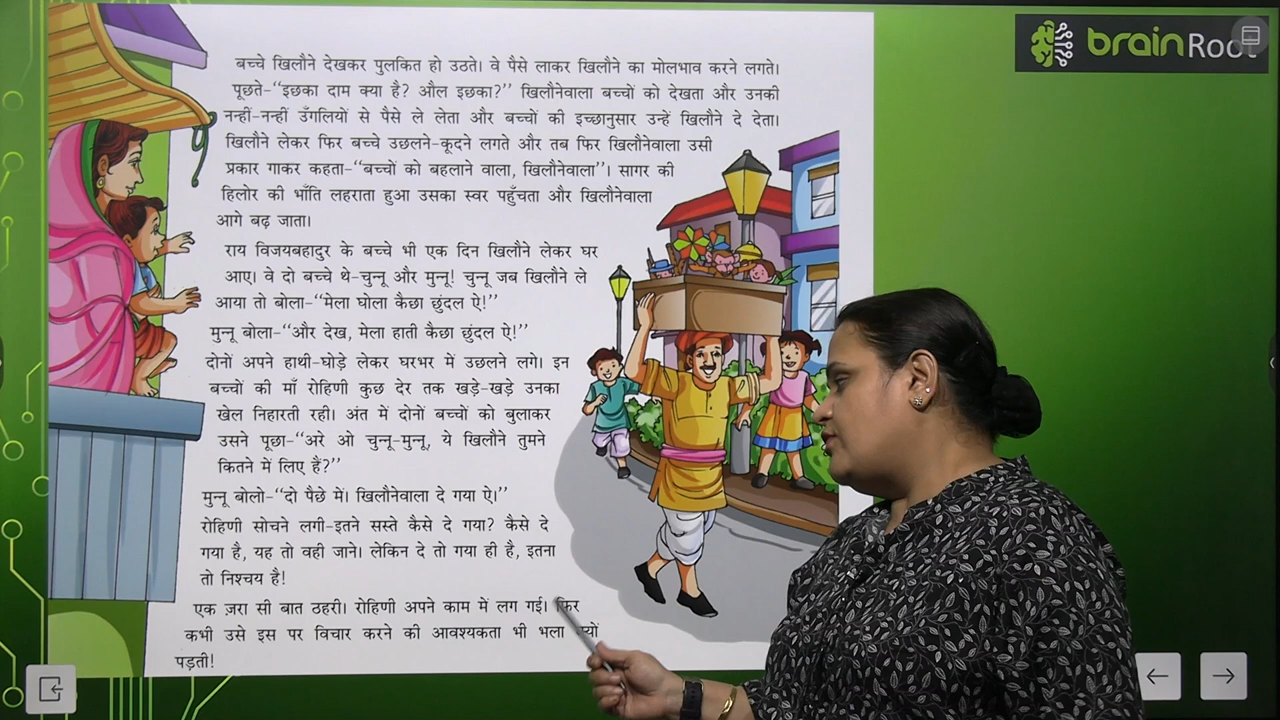 brainRoot
बच्चे खिलौने देखकर पुलकित हो उठते। वे पैसे लाकर खिलौने का मोलभाव करने लगते।
पूछते-“इछका दाम क्या है? औल इछका?” खिलौनेवाला बच्चों को देखता और उनकी
नन्हीं-नन्हीं उँगलियों से पैसे ले लेता और बच्चों की इच्छानुसार उन्हें खिलौने दे देता।
खिलौने लेकर फिर बच्चे उछलने-कूदने लगते और तब फिर खिलौनेवाला उसी
प्रकार गाकर कहता-“बच्चों को बहलाने वाला, खिलौनेवाला”। सागर की
हिलोर की भाँति लहराता हुआ उसका स्वर पहुँचता और खिलौनेवाला
आगे बढ़ जाता।
राय विजयबहादुर के बच्चे भी एक दिन खिलौने लेकर घर
आए। वे दो बच्चे थे-चुन्नू और मुन्नू! चुन्नू जब खिलौने ले
आया तो बोला-“मेला घोला कैछा छुंदल ऐ!”
मुन्नू बोला-“और देख, मेला हाती कैछा छुंदल ऐ!”
दोनों अपने हाथी-घोड़े लेकर घरभर में उछलने लगे। इन
बच्चों की माँ रोहिणी कुछ देर तक खड़े-खड़े उनका
खेल निहारती रही। अंत में दोनों बच्चों को बुलाकर
उसने पूछा-“अरे ओ चुन्नू-मुन्नू, ये खिलौने तुमने
कितने में लिए हैं?”
मुन्नू बोलो-“दो पैछे में। खिलौनेवाला दे गया ऐ।”
रोहिणी सोचने लगी-इतने सस्ते कैसे दे गया? कैसे दे
गया है, यह तो वही जाने। लेकिन दे तो गया ही है, इतना
तो निश्चय है!
एक ज़रा सी बात ठहरी। रोहिणी अपने काम में लग गई। फिर
कभी उसे इस पर विचार करने की आवश्यकता भी भला क्यों
पड़ती!